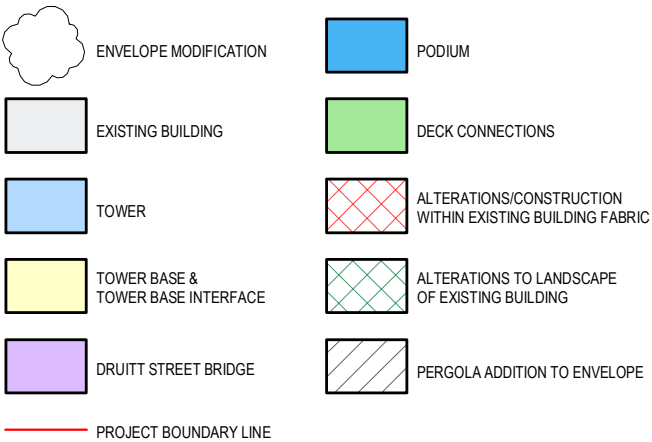 ENVELOPE MODIFICATION
EXISTING BUILDING
TOWER
TOWER BASE &
TOWER BASE INTERFACE
DRUITT STREET BRIDGE
PROJECT BOUNDARY LINE
PODIUM
DECK CONNECTIONS
ALTERATIONS/CONSTRUCTION
WITHIN EXISTING BUILDING FABRIC
ALTERATIONS TO LANDSCAPE
OF EXISTING BUILDING
PERGOLA ADDITION TO ENVELOPE